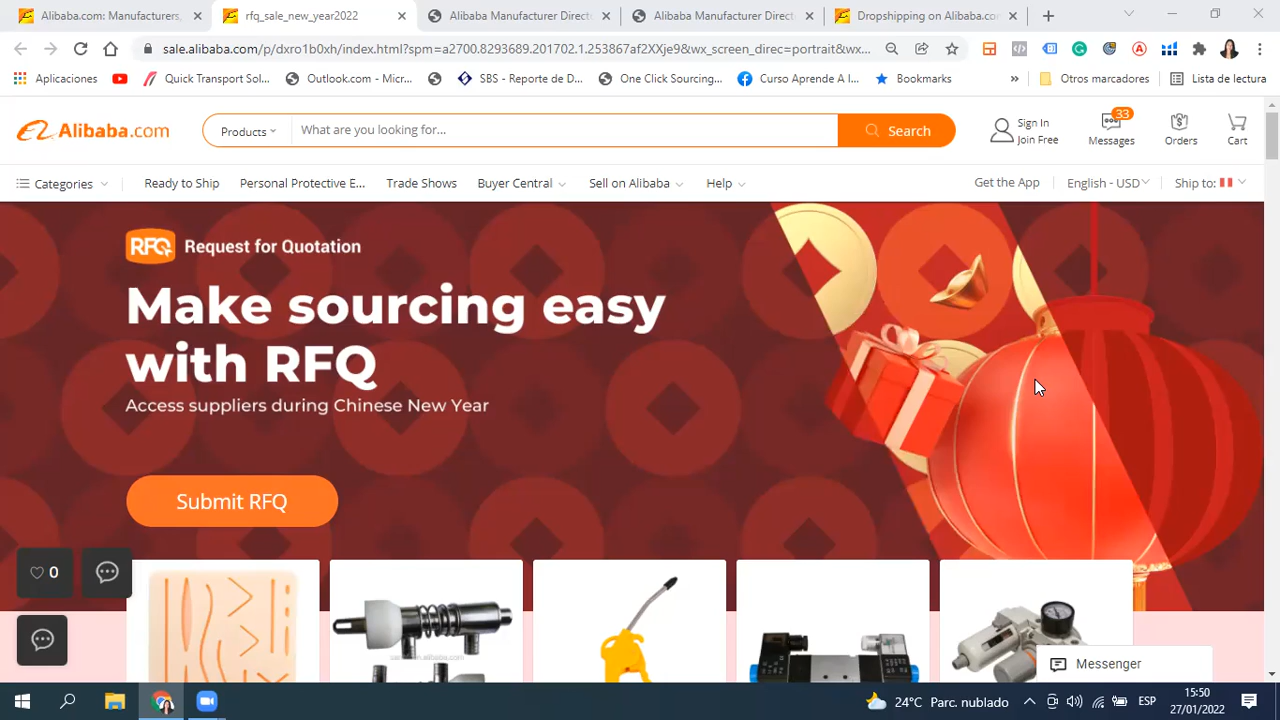 Alibaba.com: Manufacturers,
rfq_sale_new_year2022
Alibaba Manufacturer Direct
Alibaba Manufacturer Direct
Dropshipping on Alibaba.com
sale.alibaba.com/p/dxro1b0xh/index.html?spm=a2700.8293689.201702.1.253867af2XXje9&wx_screen_direc=portrait&wx...
Aplicaciones
Quick Transport Sol...
Outlook.com - Micr...
SBS - Reporte de D...
One Click Sourcing...
Curso Aprende A I...
Bookmarks
»
Otros marcadores
Lista de lectura
Alibaba.com
Products
What are you looking for...
Search
Sign In
Join Free
33
Messages
Orders
Cart
Categories
Ready to Ship
Personal Protective E...
Trade Shows
Buyer Central
Sell on Alibaba
Help
Get the App
English - USD
Ship to:
RFQ
Request for Quotation
Make sourcing easy
with RFQ
Access suppliers during Chinese New Year
Submit RFQ
0
Messenger
24°C
Parc. nublado
ESP
15:50
27/01/2022